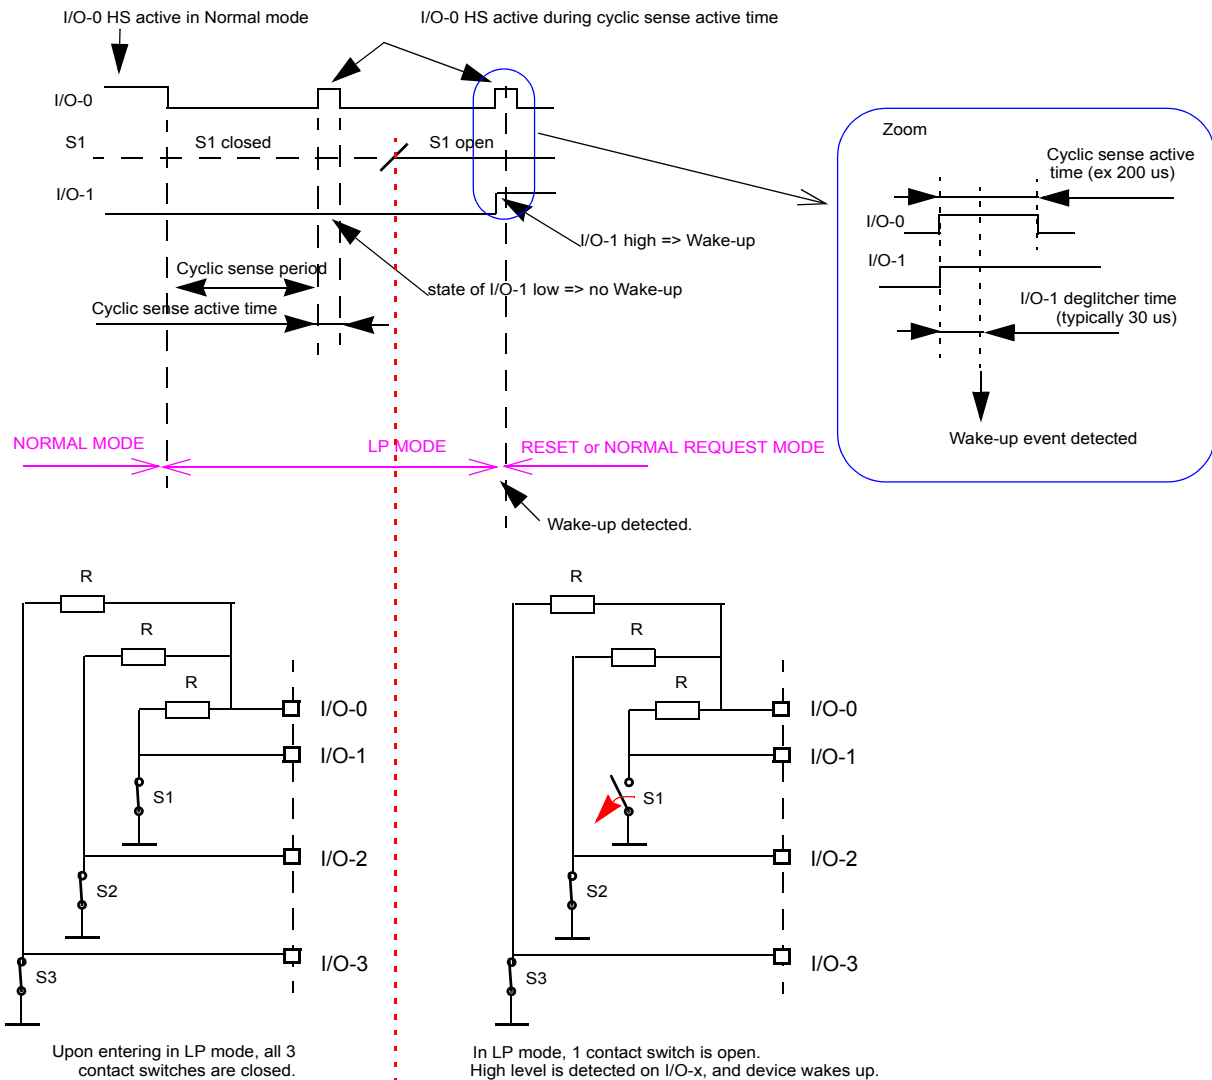 I/O-0 HS active in Normal mode
I/O-0 HS active during cyclic sense active time
I/O-0
S1
S1 closed
S1 open
I/O-1
I/O-1 high => Wake-up
Cyclic sense period
state of I/O-1 low => no Wake-up
Cyclic sense active time
Zoom
Cyclic sense active
time (ex 200 us)
I/O-0
I/O-1
I/O-1 deglitcher time
(typically 30 us)
Wake-up event detected
NORMAL MODE
LP MODE
RESET or NORMAL REQUEST MODE
Wake-up detected.
R
R
R
I/O-0
I/O-1
S1
I/O-2
S2
I/O-3
S3
Upon entering in LP mode, all 3
contact switches are closed.
R
R
R
I/O-0
I/O-1
S1
I/O-2
S2
I/O-3
S3
In LP mode, 1 contact switch is open.
High level is detected on I/O-x, and device wakes up.